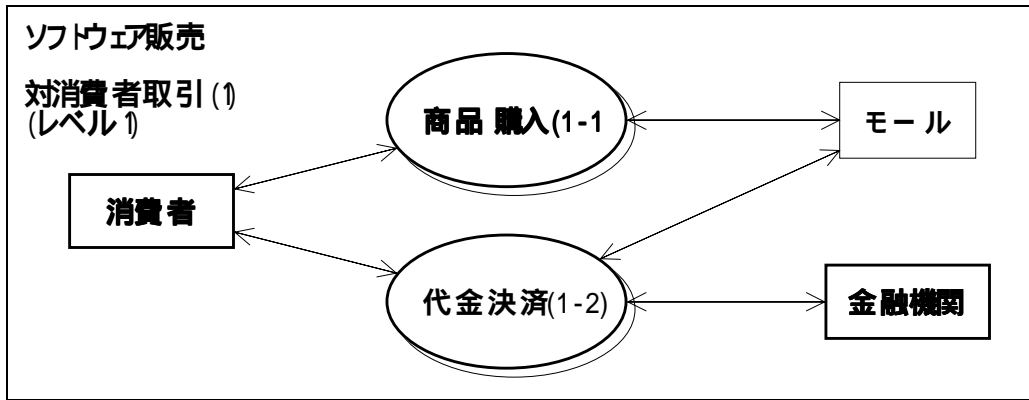 ソフトウェア販売
対消費者取引(1)
(レベル1)
商品購入(1-1
モール
消費者
代金決済(1-2)
金融機関